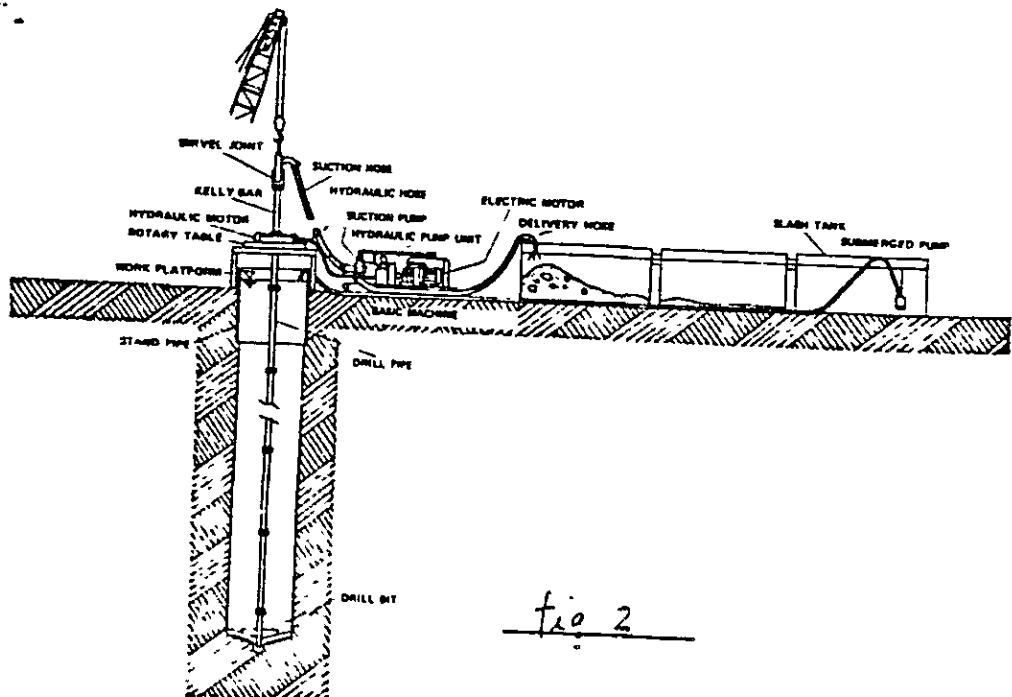 SWIVEL JOINT
SUCTION HOSE
KELLY BAR
HYDRAULIC HOSE
ELECTRIC MOTOR
HYDRAULIC MOTOR
SUCTION PUMP
DELIVERY HOSE
SLASH TANK
ROTARY TABLE
HYDRAULIC PUMP UNIT
SUBMERGED PUMP
WORK PLATFORM
BASIC MACHINE
STAND PIPE
DRILL PIPE
DRILL BIT
fig 2